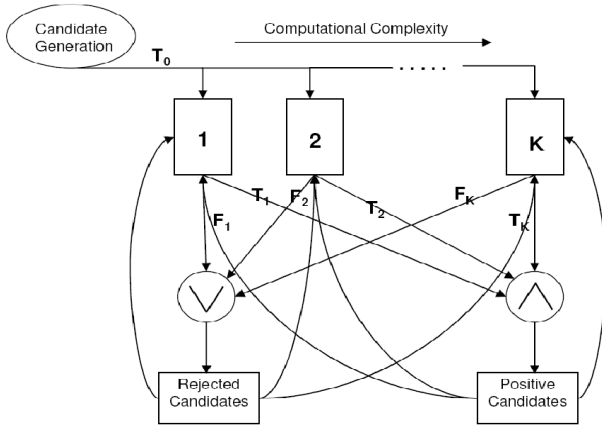 Candidate
Generation
Computational Complexity
T0
.....
1
2
K
T1
F2
T2
FK
F1
TK
∨
∧
Rejected
Candidates
Positive
Candidates